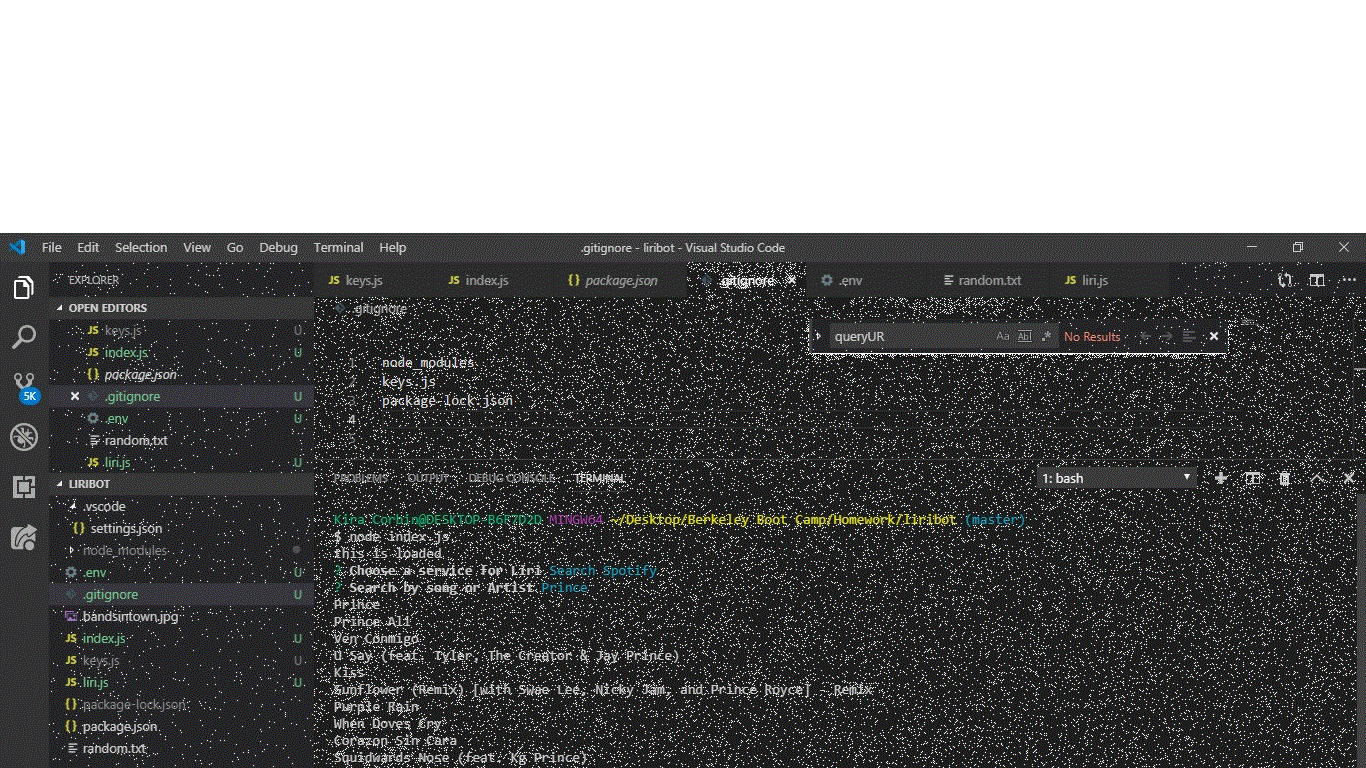 File Edit Selection View Go Debug Terminal Help .gitignore - liribot - Visual Studio Code
EXPLORER
OPEN EDITORS
JS keys.js U
JS index.js U
{} package.json
.gitignore U
.env U
random.txt
JS liri.js U
LIRIBOT
.vscode
{} settings.json
node_modules
.env U
.gitignore U
bandsintown.jpg
JS index.js U
JS keys.js
JS liri.js U
{} package-lock.json
{} package.json
random.txt
5K
JS keys.js JS index.js {} package.json .gitignore .env random.txt JS liri.js
.gitignore
queryUR Aa Abl .* No Results
1 node_modules
2 keys.js
3 package-lock.json
4
PROBLEMS OUTPUT DEBUG CONSOLE TERMINAL 1: bash
Kira Corbin@DESKTOP- MINGW64 ~/Desktop/Berkeley Boot Camp/Homework/liribot (master)
$ node index.js
this is loaded
? Choose a service for Liri Search Spotify
? Search by song or Artist Prince
Prince
Prince Ali
Ven Conmigo
U Say (feat. Tyler, The Creator & Jay Prince)
Kiss
Sunflower (Remix) [with Swae Lee, Nicky Jam, and Prince Royce] - Remix
Purple Rain
When Doves Cry
Corazon Sin Cara
Squidwards Nose (feat. Kg Prince)